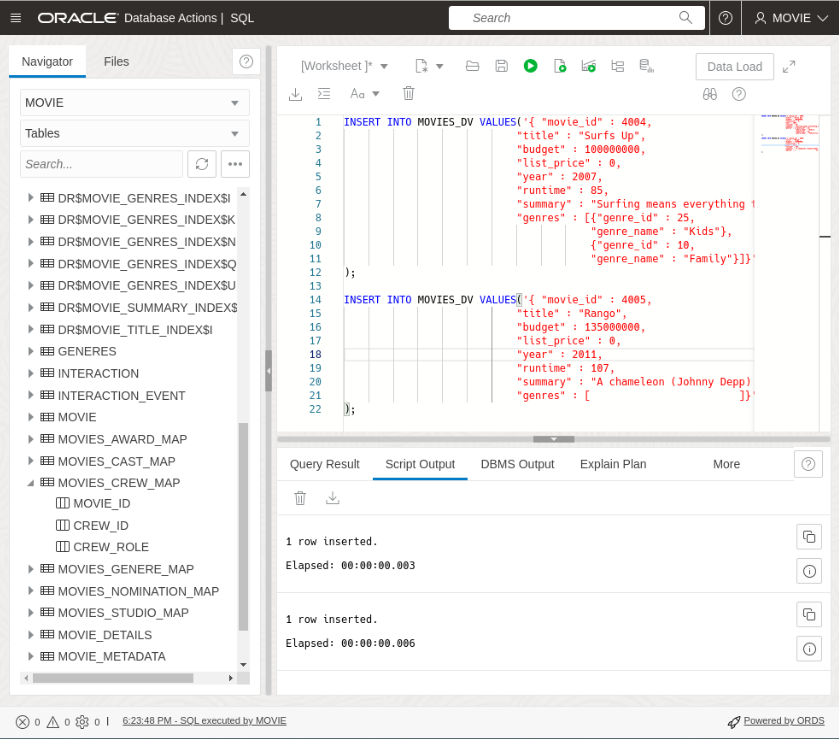 ORACLE Database Actions | SQL
Search
MOVIE
Navigator
Files
MOVIE
Tables
Search...
DR$MOVIE_GENRES_INDEX$I
DR$MOVIE_GENRES_INDEX$K
DR$MOVIE_GENRES_INDEX$N
DR$MOVIE_GENRES_INDEX$Q
DR$MOVIE_GENRES_INDEX$U
DR$MOVIE_SUMMARY_INDEX$
DR$MOVIE_TITLE_INDEX$I
GENERES
INTERACTION
INTERACTION_EVENT
MOVIE
MOVIES_AWARD_MAP
MOVIES_CAST_MAP
MOVIES_CREW_MAP
MOVIE_ID
CREW_ID
CREW_ROLE
MOVIES_GENERE_MAP
MOVIES_NOMINATION_MAP
MOVIES_STUDIO_MAP
MOVIE_DETAILS
MOVIE_METADATA
[Worksheet ]*
Data Load
Aa
1 INSERT INTO MOVIES_DV VALUES('{ "movie_id" : 4004,
2 "title" : "Surfs Up",
3 "budget" : 100000000,
4 "list_price" : 0,
5 "year" : 2007,
6 "runtime" : 85,
7 "summary" : "Surfing means everything
8 "genres" : [{"genre_id" : 25,
9 "genre_name" : "Kids"},
10 {"genre_id" : 10,
11 "genre_name" : "Family"}]}'
12 );
13
14 INSERT INTO MOVIES_DV VALUES('{ "movie_id" : 4005,
15 "title" : "Rango",
16 "budget" : 135000000,
17 "list_price" : 0,
18 "year" : 2011,
19 "runtime" : 107,
20 "summary" : "A chameleon (Johnny Depp)
21 "genres" : [ ]}'
22 );
Query Result
Script Output
DBMS Output
Explain Plan
More
1 row inserted.
Elapsed: 00:00:00.003
1 row inserted.
Elapsed: 00:00:00.006
0 0 0 | 6:23:48 PM - SQL executed by MOVIE
Powered by ORDS